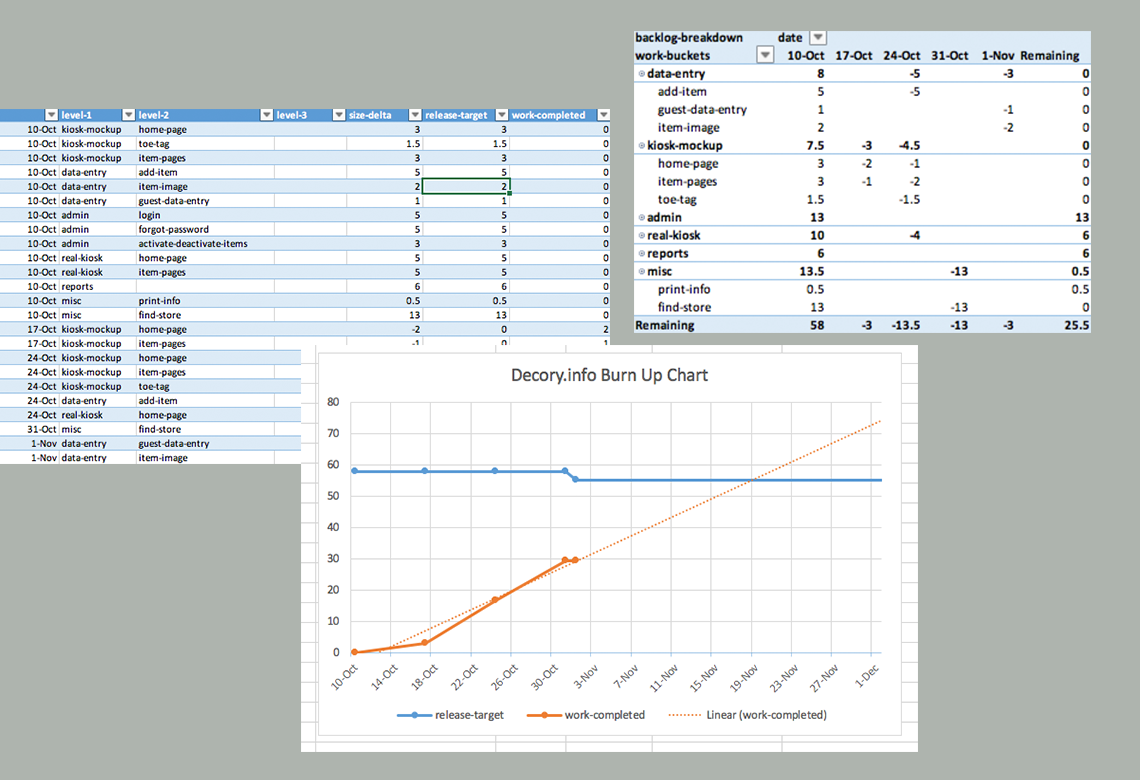 level-1 level-2 level-3 size-delta release-target work-completed
10-Oct kiosk-mockup home-page 3 3 0
10-Oct kiosk-mockup toe-tag 1.5 1.5 0
10-Oct kiosk-mockup item-pages 3 3 0
10-Oct data-entry add-item 5 5 0
10-Oct data-entry item-image 2 2 0
10-Oct data-entry guest-data-entry 1 1 0
10-Oct admin login 5 5 0
10-Oct admin forgot-password 5 5 0
10-Oct admin activate-deactivate-items 3 3 0
10-Oct real-kiosk home-page 5 5 0
10-Oct real-kiosk item-pages 5 5 0
10-Oct reports 6 6 0
10-Oct misc print-info 0.5 0.5 0
10-Oct misc find-store 13 13 0
17-Oct kiosk-mockup home-page -2 0 2
17-Oct kiosk-mockup item-pages -1 0 1
24-Oct kiosk-mockup home-page
24-Oct kiosk-mockup item-pages
24-Oct kiosk-mockup toe-tag
24-Oct data-entry add-item
24-Oct real-kiosk home-page
31-Oct misc find-store
1-Nov data-entry guest-data-entry
1-Nov data-entry item-image
backlog-breakdown date
work-buckets 10-Oct 17-Oct 24-Oct 31-Oct 1-Nov Remaining
data-entry 8 -5 -3 0
add-item 5 -5 0
guest-data-entry 1 -1 0
item-image 2 -2 0
kiosk-mockup 7.5 -3 -4.5 0
home-page 3 -2 -1 0
item-pages 3 -1 -2 0
toe-tag 1.5 -1.5 0
admin 13 13
real-kiosk 10 -4 6
reports 6 6
misc 13.5 -13 0.5
print-info 0.5 0.5
find-store 13 -13 0
Remaining 58 -3 -13.5 -13 -3 25.5
Decory.info Burn Up Chart
80
70
60
50
40
30
20
10
0
10-Oct 14-Oct 18-Oct 22-Oct 26-Oct 30-Oct 3-Nov 7-Nov 11-Nov 15-Nov 19-Nov 23-Nov 27-Nov 1-Dec
release-target work-completed Linear (work-completed)